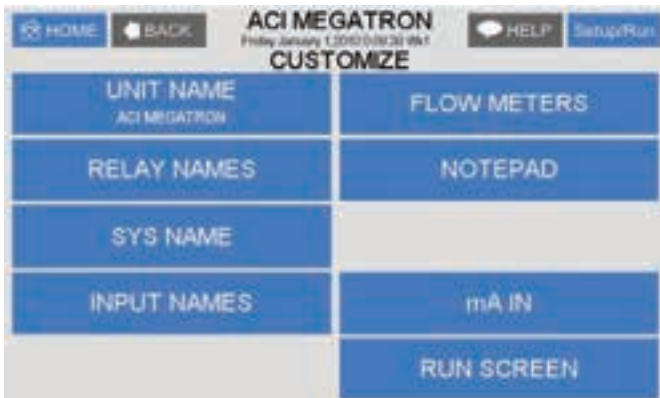 HOME
BACK
ACI MEGATRON
HELP
Setup/Run
CUSTOMIZE
UNIT NAME
ACI MEGATRON
FLOW METERS
RELAY NAMES
NOTEPAD
SYS NAME
INPUT NAMES
mA IN
RUN SCREEN